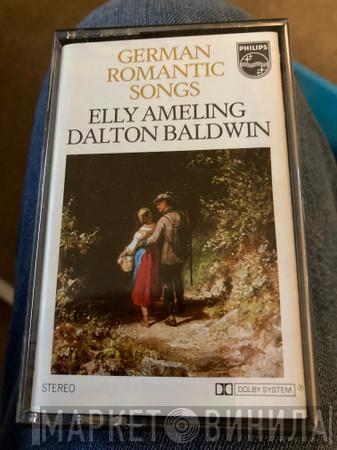 GERMAN
ROMANTIC
SONGS
PHILIPS
ELLY AMELING
DALTON BALDWIN
STEREO
DOLBY SYSTEM ®
МАРКЕТ ВИНИЛА